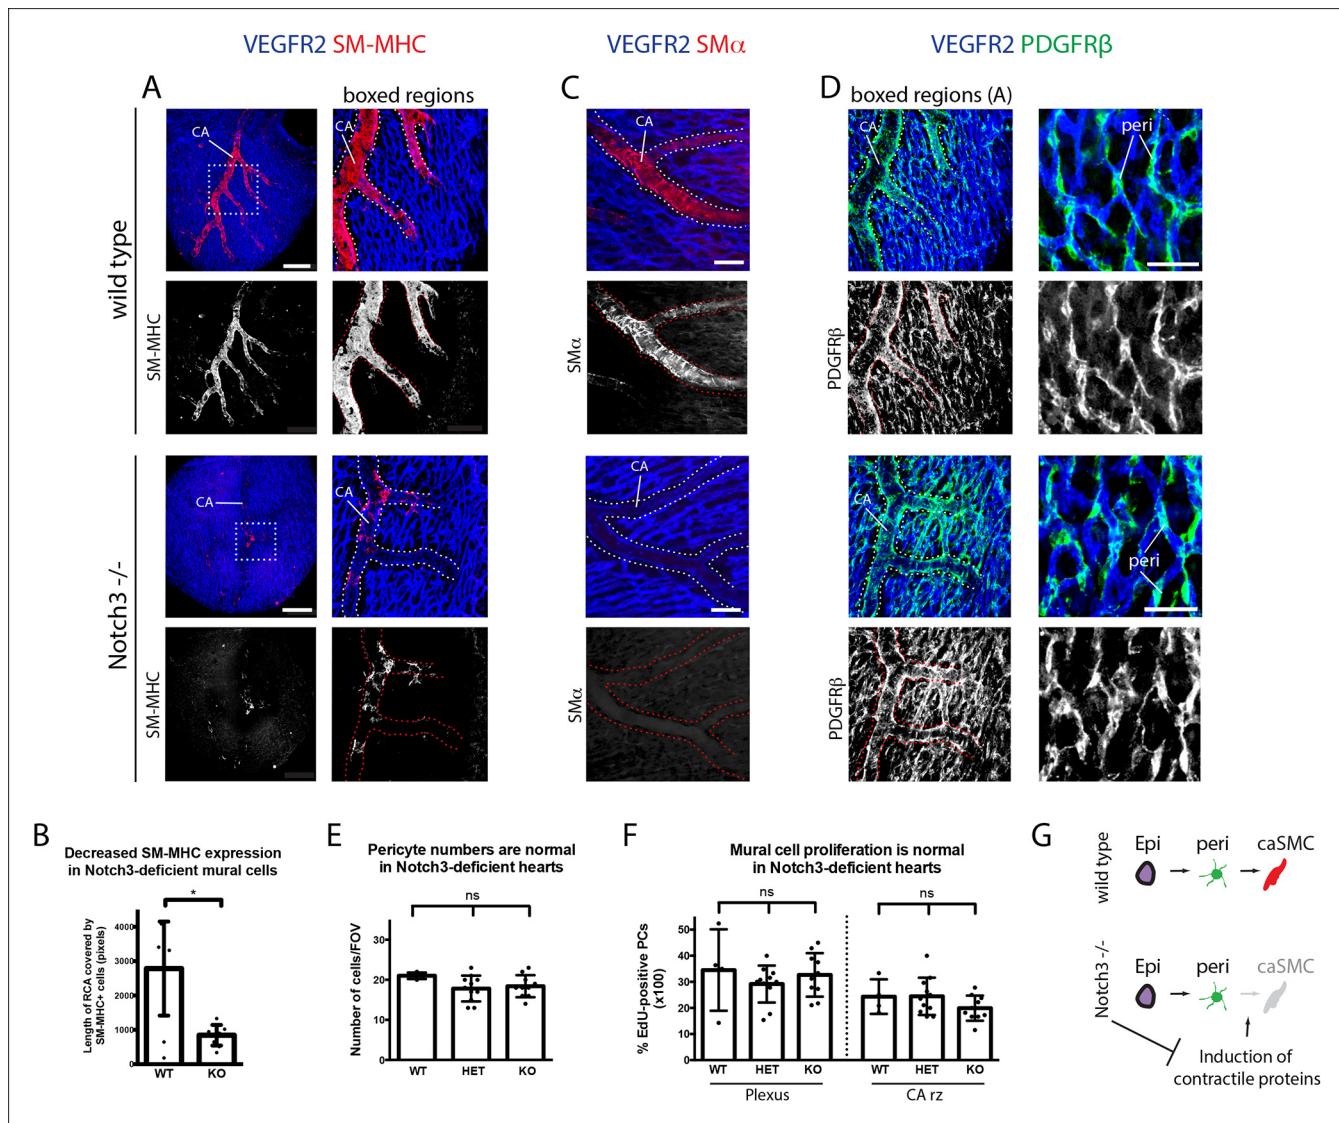 VEGFR2 SM-MHC
VEGFR2 SMα
VEGFR2 PDGFRβ
A
boxed regions
C
D
boxed regions (A)
wild type
CA
CA
CA
CA
peri
SM-MHC
SMα
PDGFRβ
Notch3 -/-
CA
CA
CA
CA
peri
SM-MHC
SMα
PDGFRβ
B
Decreased SM-MHC expression
in Notch3-deficient mural cells
*
Length of RCA covered by
SM-MHC+ cells (pixels)
4000
3000
2000
1000
0
WT
KO
E
Pericyte numbers are normal
in Notch3-deficient hearts
ns
Number of cells/FOV
30
20
10
0
WT
HET
KO
F
Mural cell proliferation is normal
in Notch3-deficient hearts
ns
ns
% EdU-positive PCs
(x100)
50
40
30
20
10
0
WT
HET
KO
WT
HET
KO
Plexus
CA rz
G
wild type
Epi
peri
caSMC
Notch3 -/-
Epi
peri
caSMC
Induction of
contractile proteins